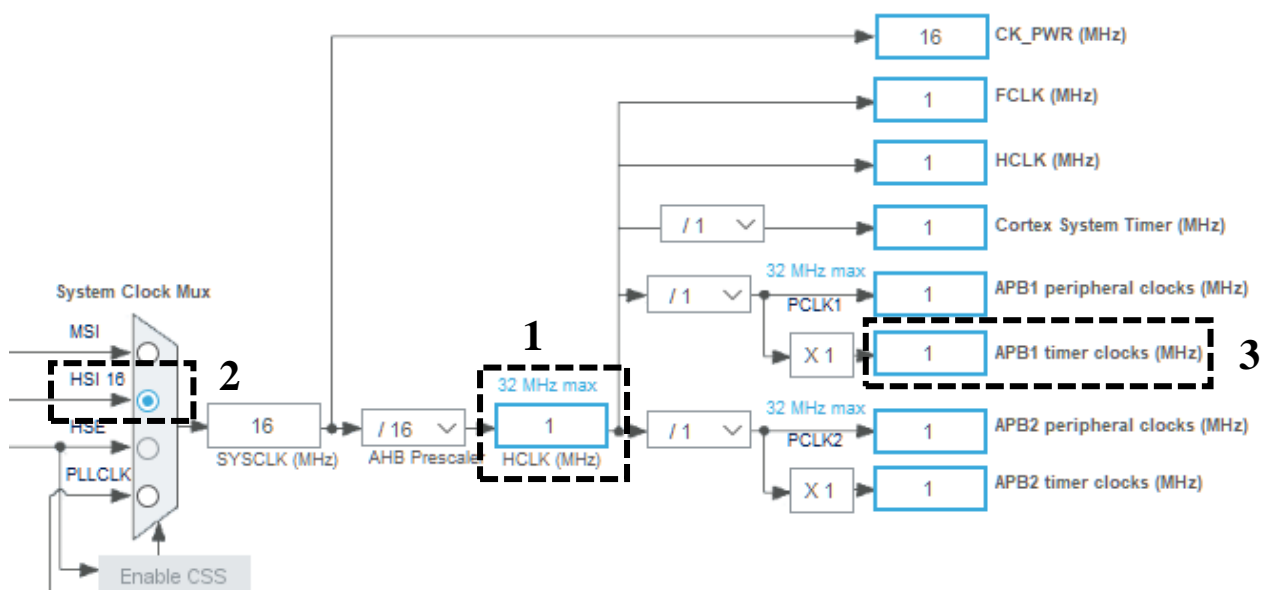 16
CK_PWR (MHz)
1
FCLK (MHz)
1
HCLK (MHz)
/ 1
1
Cortex System Timer (MHz)
System Clock Mux
MSI
HSI 16
2
HSE
PLLCLK
Enable CSS
16
SYSCLK (MHz)
/ 16
AHB Prescaler
1
32 MHz max
1
HCLK (MHz)
/ 1
32 MHz max
PCLK1
1
APB1 peripheral clocks (MHz)
X 1
1
APB1 timer clocks (MHz)
3
/ 1
32 MHz max
PCLK2
1
APB2 peripheral clocks (MHz)
X 1
1
APB2 timer clocks (MHz)